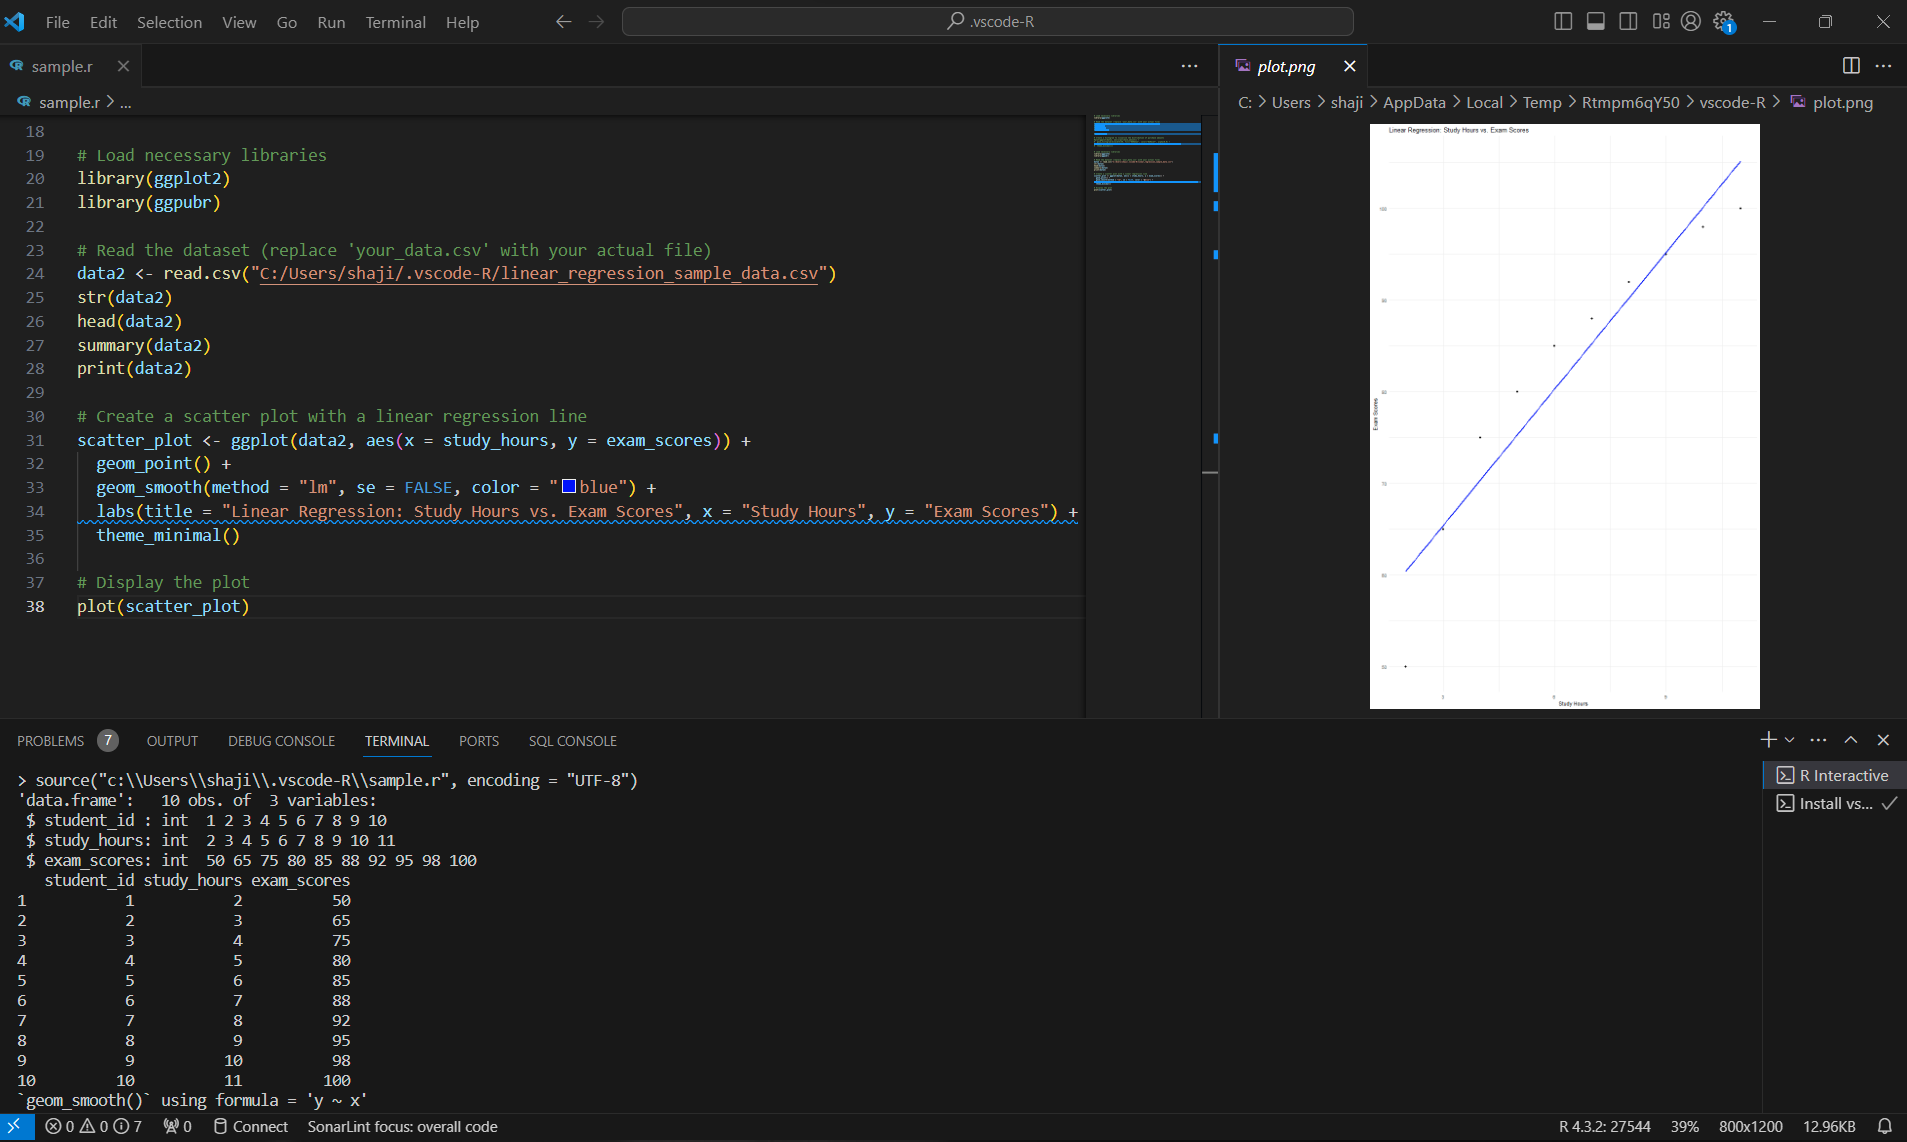 File Edit Selection View Go Run Terminal Help
.vscode-R
1
sample.r
plot.png
sample.r > ...
C: > Users > shaji > AppData > Local > Temp > Rtmpm6qY50 > vscode-R > plot.png
18
19 # Load necessary libraries
20 library(ggplot2)
21 library(ggpubr)
22
23 # Read the dataset (replace 'your_data.csv' with your actual file)
24 data2 <- read.csv("C:/Users/shaji/.vscode-R/linear_regression_sample_data.csv")
25 str(data2)
26 head(data2)
27 summary(data2)
28 print(data2)
29
30 # Create a scatter plot with a linear regression line
31 scatter_plot <- ggplot(data2, aes(x = study_hours, y = exam_scores)) +
32 geom_point() +
33 geom_smooth(method = "lm", se = FALSE, color = "blue") +
34 labs(title = "Linear Regression: Study Hours vs. Exam Scores", x = "Study Hours", y = "Exam Scores") +
35 theme_minimal()
36
37 # Display the plot
38 plot(scatter_plot)
Linear Regression: Study Hours vs. Exam Scores
Exam Scores
100
Study Hours
PROBLEMS 7 OUTPUT DEBUG CONSOLE TERMINAL PORTS SQL CONSOLE
> source("c:\\Users\\shaji\\.vscode-R\\sample.r", encoding = "UTF-8")
'data.frame': 10 obs. of 3 variables:
$ student_id : int 1 2 3 4 5 6 7 8 9 10
$ study_hours: int 2 3 4 5 6 7 8 9 10 11
$ exam_scores: int 50 65 75 80 85 88 92 95 98 100
student_id study_hours exam_scores
1 1 2 50
2 2 3 65
3 3 4 75
4 4 5 80
5 5 6 85
6 6 7 88
7 7 8 92
8 8 9 95
9 9 10 98
10 10 11 100
`geom_smooth()` using formula = 'y ~ x'
R Interactive
Install vs...
0 0 7 0 Connect SonarLint focus: overall code
R 4.3.2: 27544 39% 800x1200 12.96KB